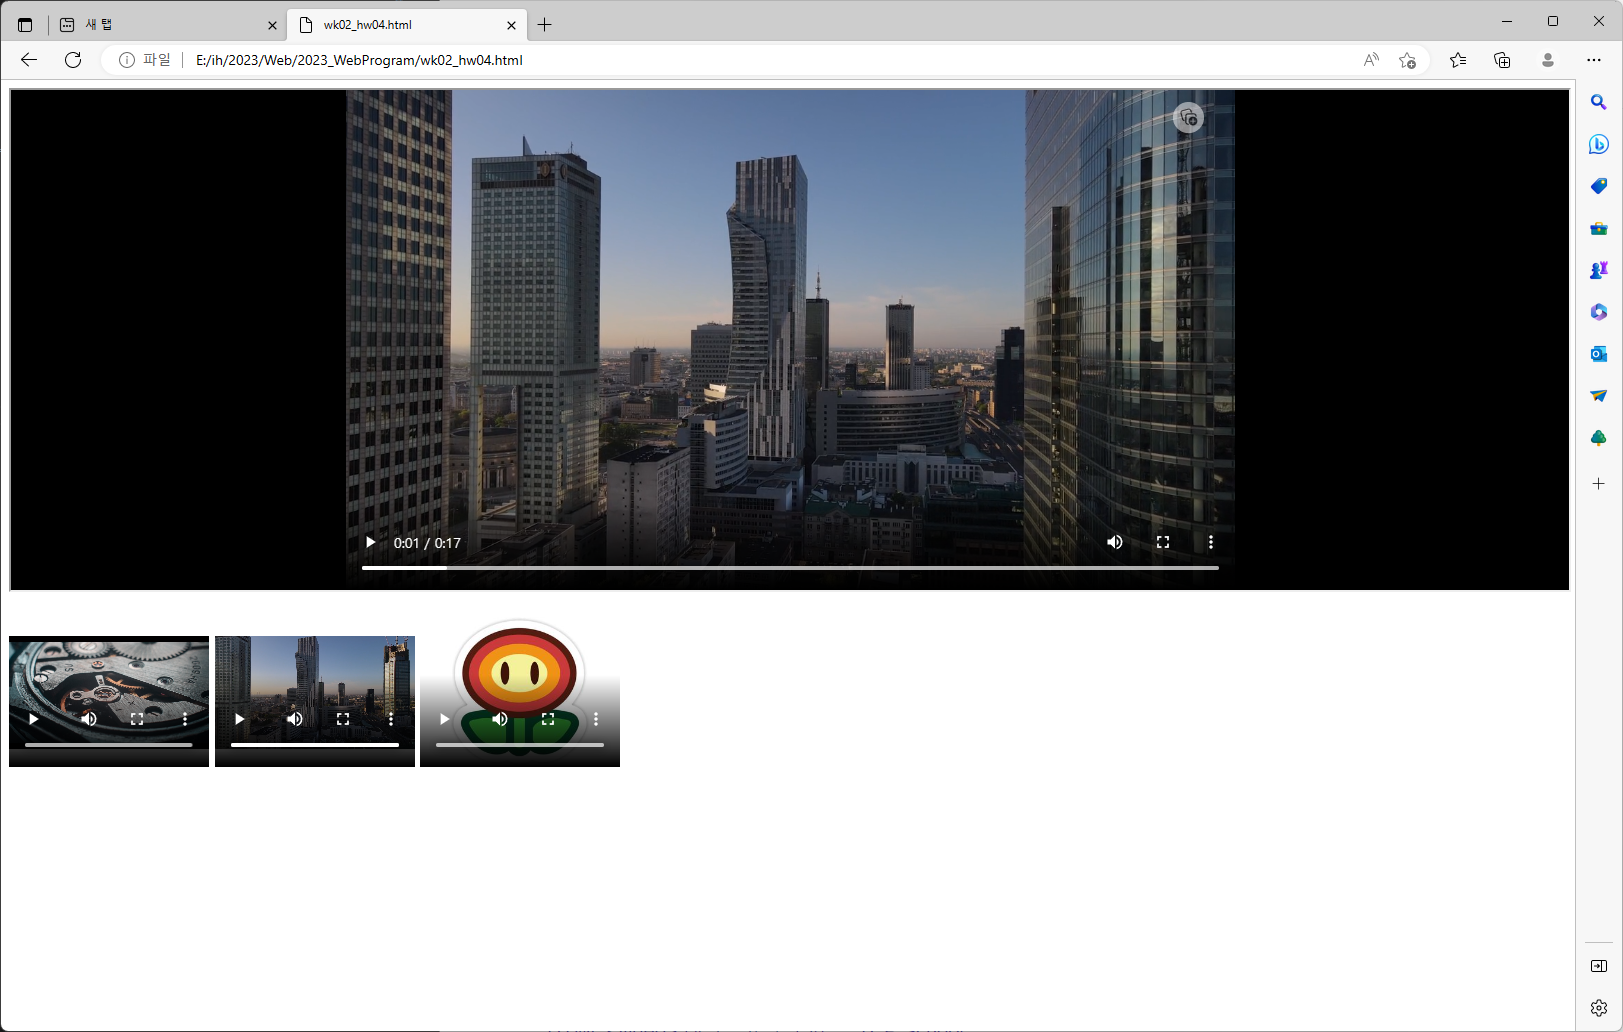 새 탭
wk02_hw04.html
파일
E:/ih/2023/Web/2023_WebProgram/wk02_hw04.html
0:01 / 0:17